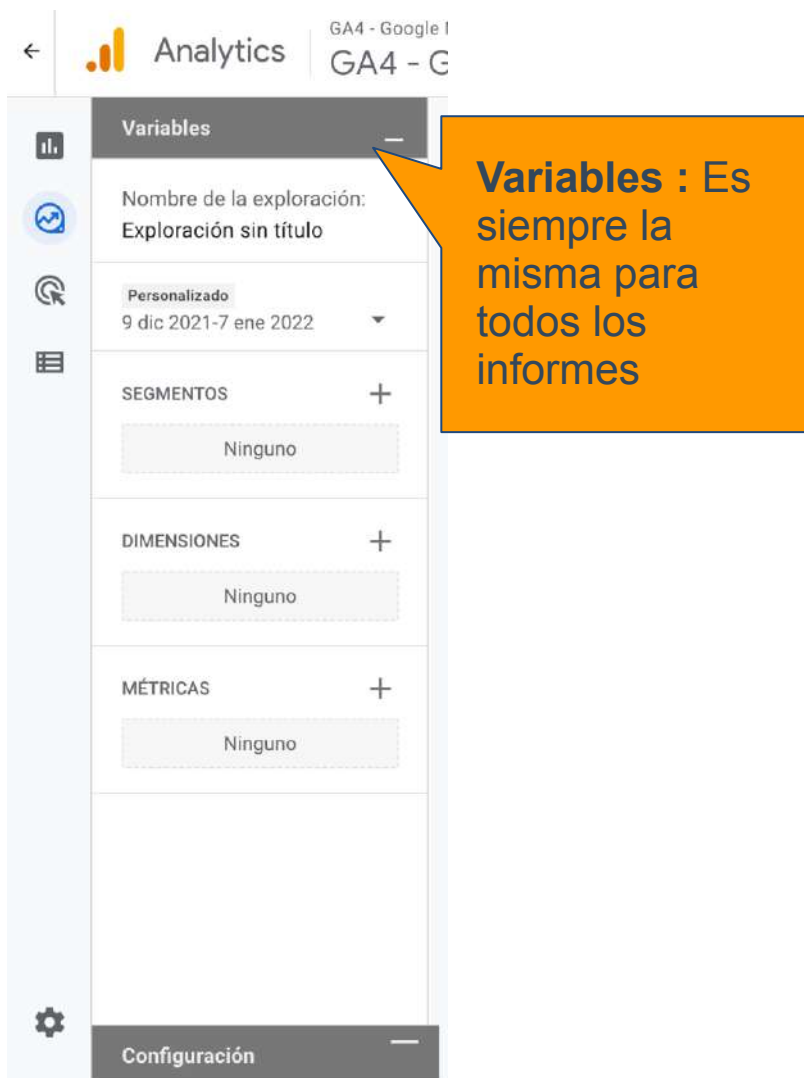 GA4 - Google
Analytics
GA4 - G
Variables
Nombre de la exploración:
Exploración sin título
Personalizado
9 dic 2021-7 ene 2022
SEGMENTOS
Ninguno
DIMENSIONES
Ninguno
MÉTRICAS
Ninguno
Configuración
Variables : Es
siempre la
misma para
todos los
informes